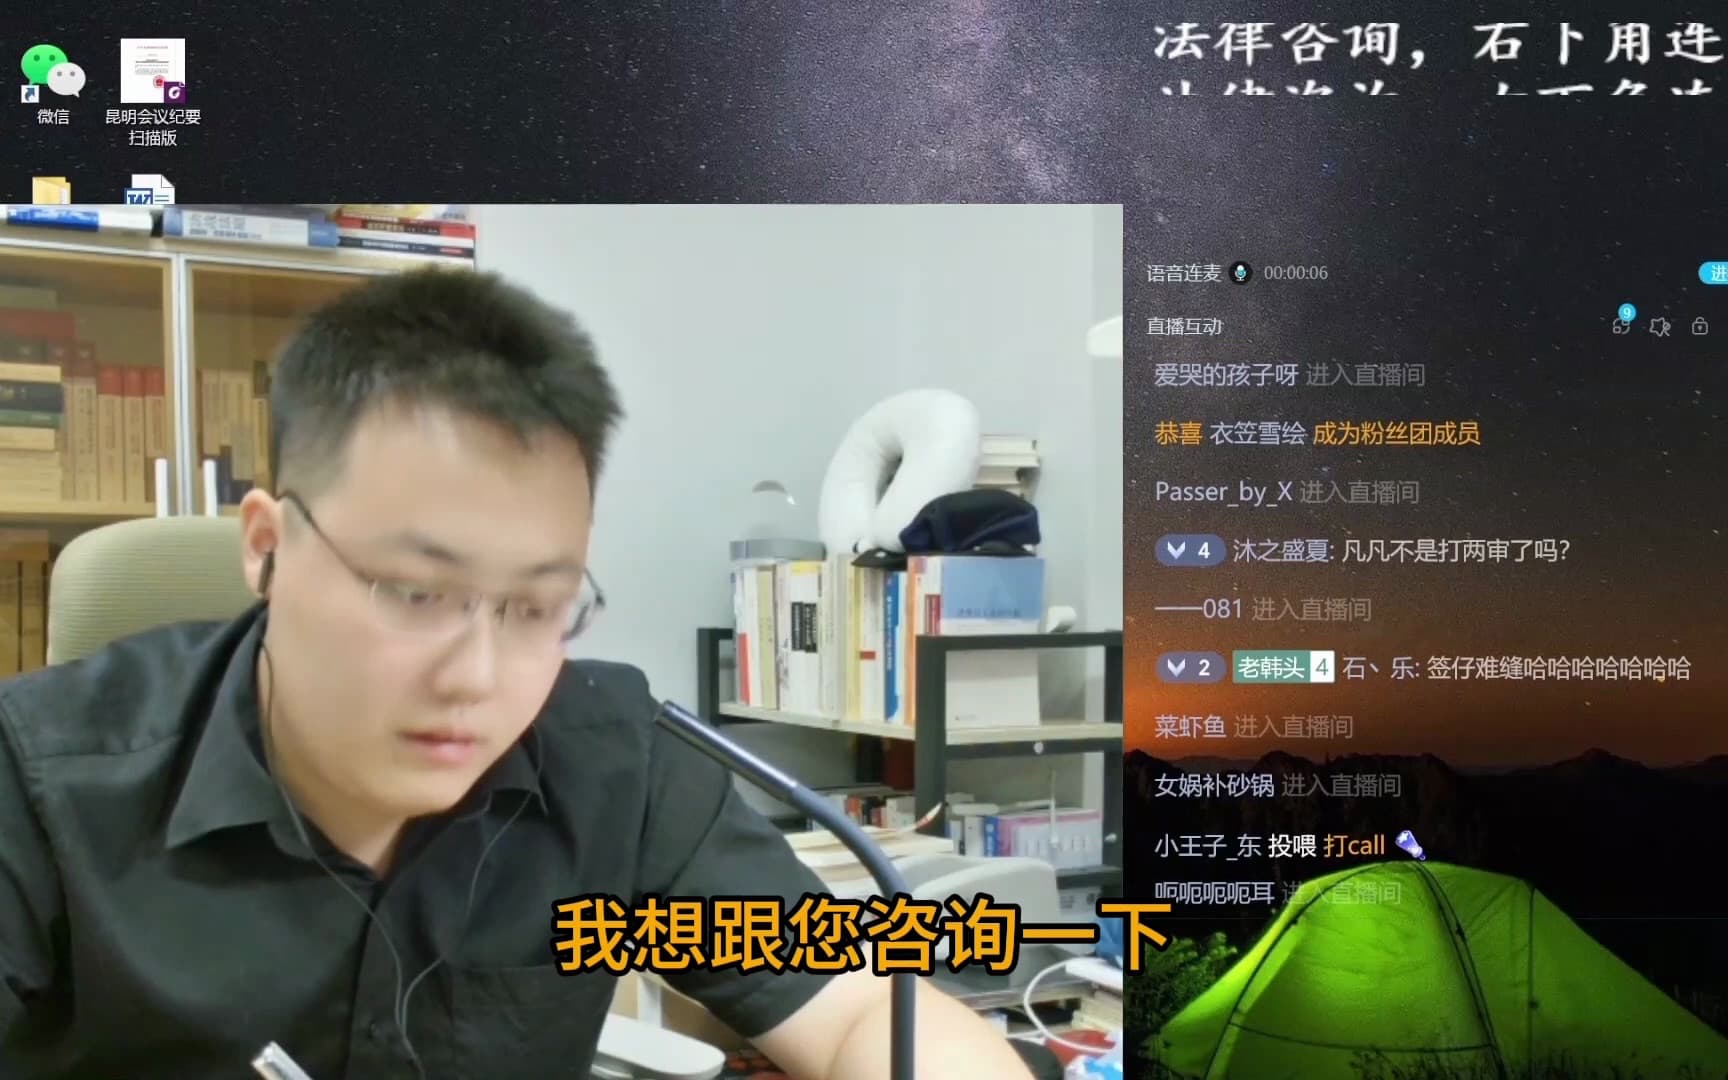 微信
昆明会议纪要
扫描版
法律咨询，右下角连
语音连麦 00:00:06
进
直播互动
9
爱哭的孩子呀 进入直播间
恭喜 衣笠雪绘 成为粉丝团成员
Passer_by_X 进入直播间
4 沐之盛夏: 凡凡不是打两审了吗?
——081 进入直播间
2 老韩头 4 石丶乐: 签仔难缝哈哈哈哈哈哈哈
菜虾鱼 进入直播间
女娲补砂锅 进入直播间
小王子_东 投喂 打call
呃呃呃呃耳 进入直播间
我想跟您咨询一下